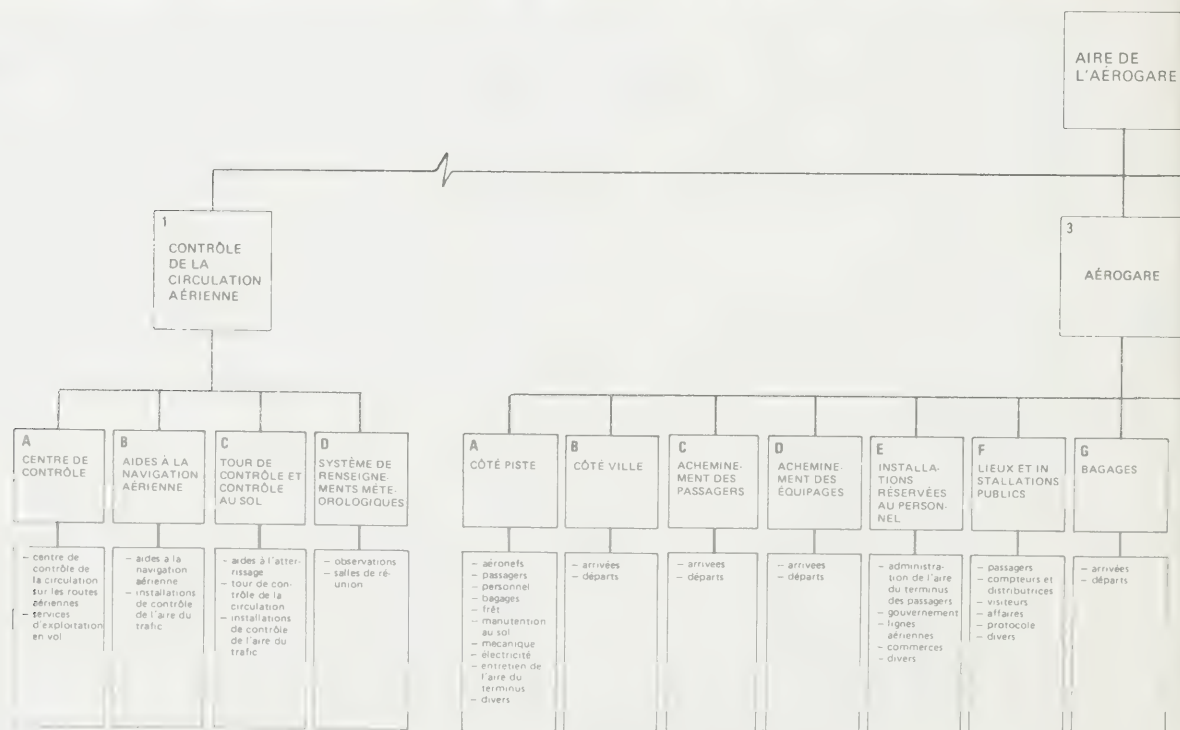 AIRE DE
L'AÉROGARE
1
CONTRÔLE
DE LA
CIRCULATION
AÉRIENNE
3
AÉROGARE
A
CENTRE DE
CONTRÔLE
B
AIDES À LA
NAVIGATION
AÉRIENNE
C
TOUR DE
CONTRÔLE ET
CONTRÔLE
AU SOL
D
SYSTÈME DE
RENSEIGNE-
MENTS MÉTÉ-
OROLOGIQUES
A
CÔTÉ PISTE
B
CÔTÉ VILLE
C
ACHEMINE-
MENT DES
PASSAGERS
D
ACHEMINE-
MENT DES
ÉQUIPAGES
E
INSTALLA-
TIONS
RÉSERVÉES
AU PERSON-
NEL
F
LIEUX ET IN
STALLATIONS
PUBLICS
G
BAGAGES
– centre de
contrôle de
la circulation
sur les routes
aériennes
– services
d'exploitation
en vol
– aides a la
navigation
aérienne
– installations
de contrôle
de l'aire du
trafic
– aides à l'atter-
rissage
– tour de con-
trôle de la
circulation
– installations
de contrôle
de l'aire du
trafic
– observations
– salles de ré-
union
– aéronefs
– passagers
– personnel
– bagages
– frêt
– manutention
au sol
– mécanique
– électricité
– entretien de
l'aire du
terminus
– divers
– arrivées
– départs
– arrivées
– départs
– arrivées
– départs
– administra-
tion de l'aire
du terminus
des passagers
– gouvernement
– lignes
aériennes
– commerces
– divers
– passagers
– compteurs et
distributrices
– visiteurs
– affaires
– protocole
– divers
– arrivées
– départs